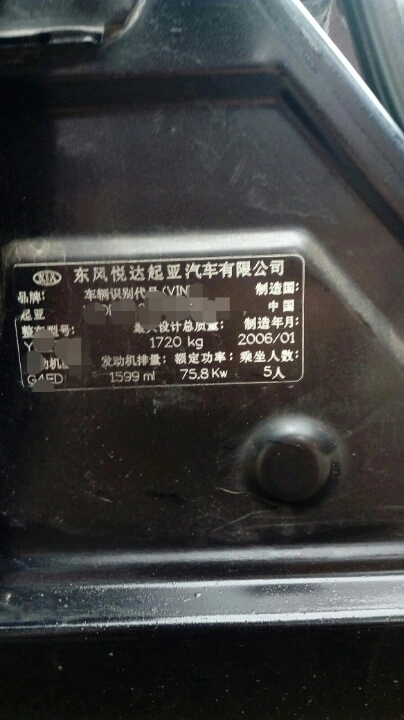 KIA 东风悦达起亚汽车有限公司
品牌: 车辆识别代号(VIN 制造国:
起亚 中国
整车型号: 最大设计总质量: 制造年月:
1720 kg 2006/01
发动机排量: 额定功率: 乘坐人数:
G4ED 1599 ml 75.8 Kw 5人